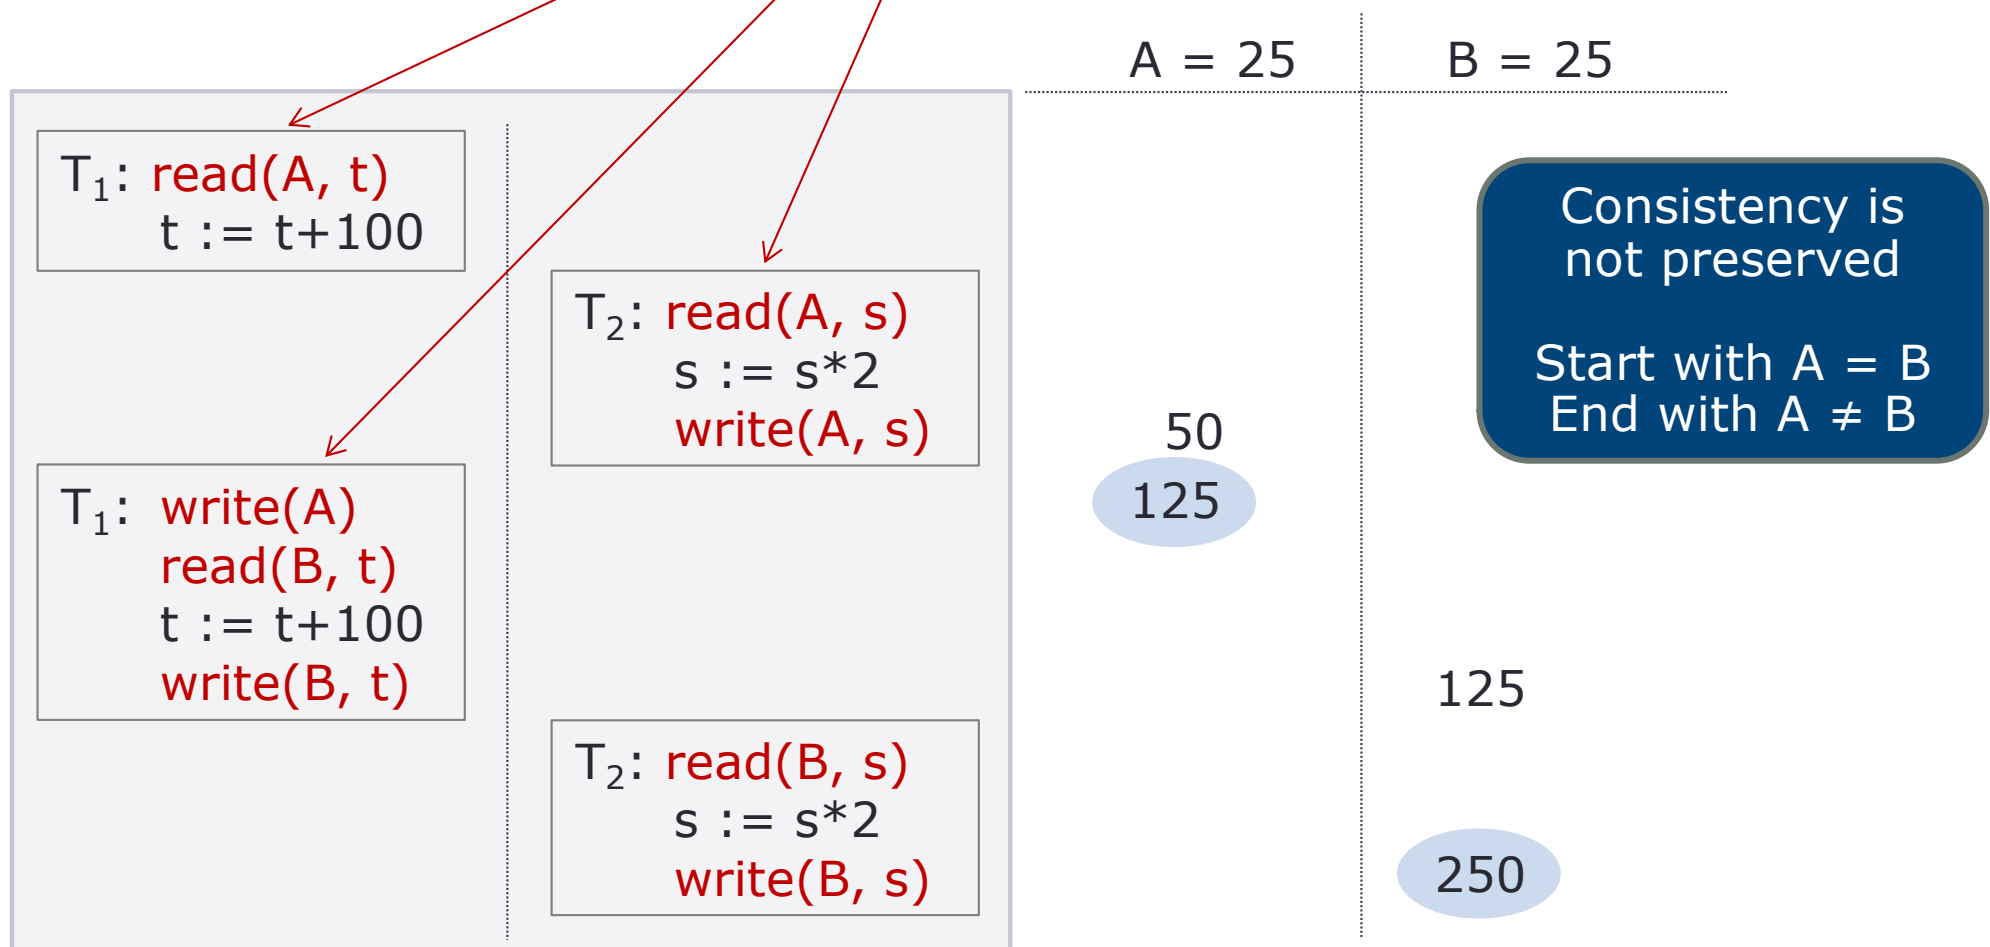 A = 25
B = 25
T₁: read(A, t)
t := t+100
T₂: read(A, s)
s := s*2
write(A, s)
50
T₁: write(A)
read(B, t)
t := t+100
write(B, t)
125
125
T₂: read(B, s)
s := s*2
write(B, s)
250
Consistency is
not preserved
Start with A = B
End with A ≠ B